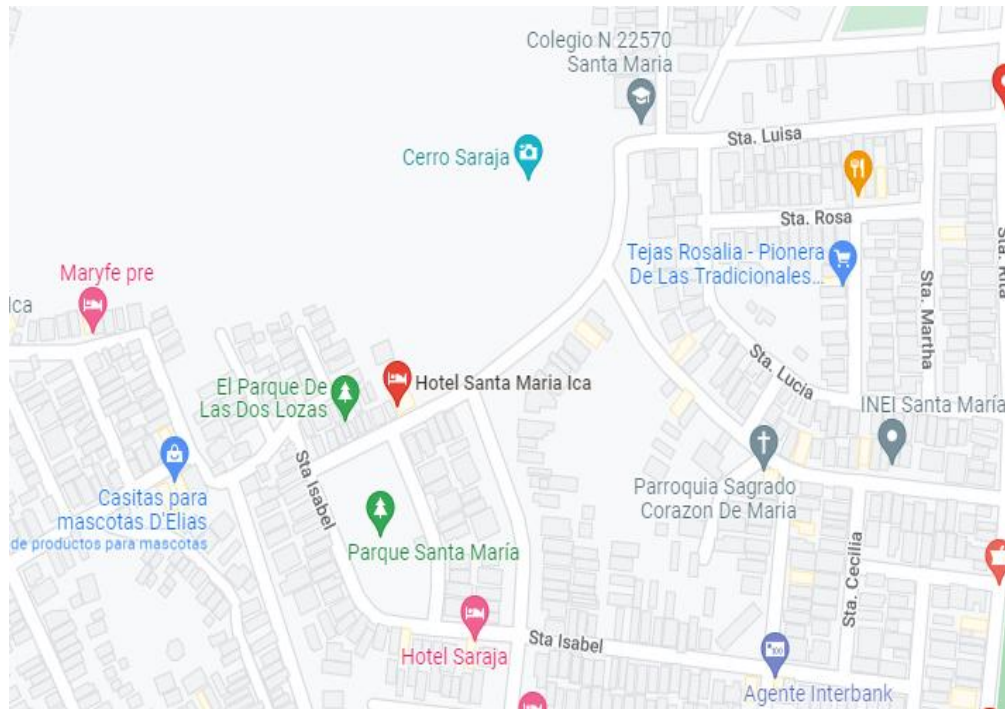 Colegio N 22570
Santa Maria
Sta. Luisa
Cerro Saraja
Sta. Rosa
Tejas Rosalia - Pionera
De Las Tradicionales...
Sta. Rita
Maryfe pre
Ica
Sta. Martha
Sta. Lucía
El Parque De
Las Dos Lozas
Hotel Santa Maria Ica
INEI Santa María
Sta Isabel
Casitas para
mascotas D'Elias
de productos para mascotas
Parroquia Sagrado
Corazon De Maria
Parque Santa María
Sta. Cecilia
Hotel Saraja
Sta Isabel
100
Agente Interbank